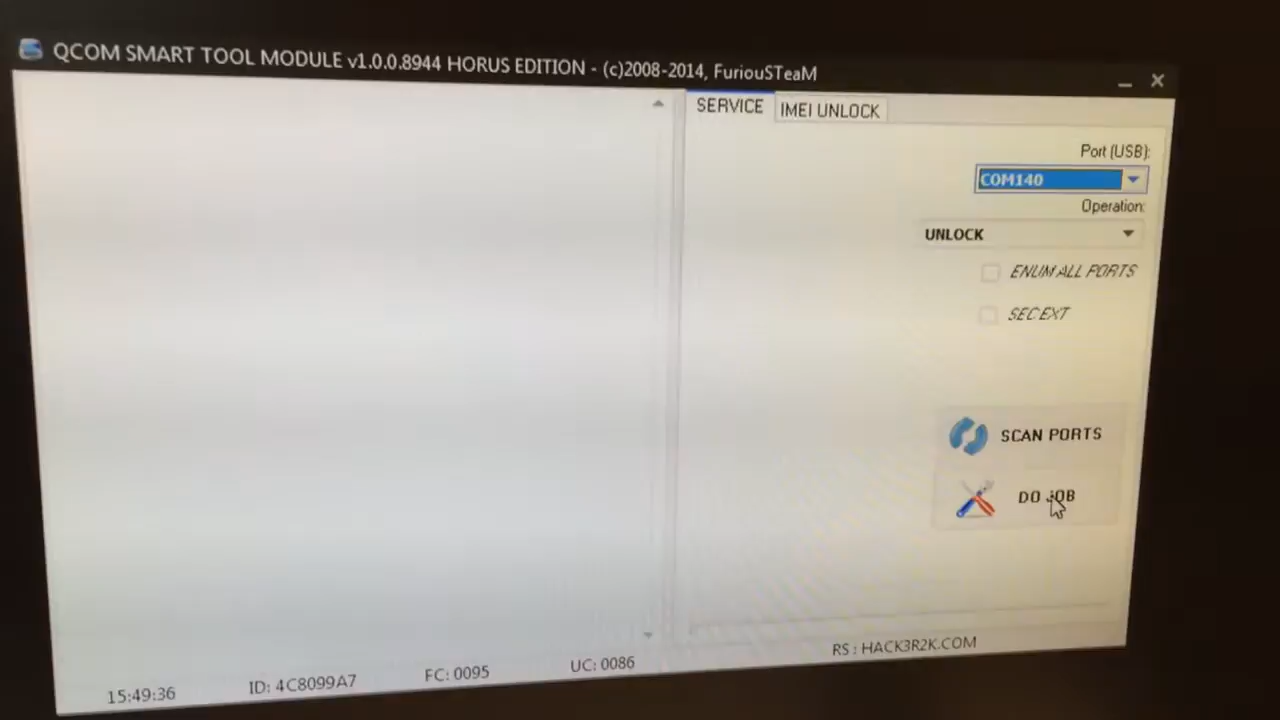 QCOM SMART TOOL MODULE v1.0.0.8944 HORUS EDITION - (c)2008-2014, FuriouSTeaM
SERVICE
IMEI UNLOCK
Port (USB):
COM140
Operation:
UNLOCK
ENUM ALL PORTS
SEC EXT
SCAN PORTS
DO JOB
15:49:36
ID: 4C8099A7
FC: 0095
UC: 0086
RS : HACK3R2K.COM